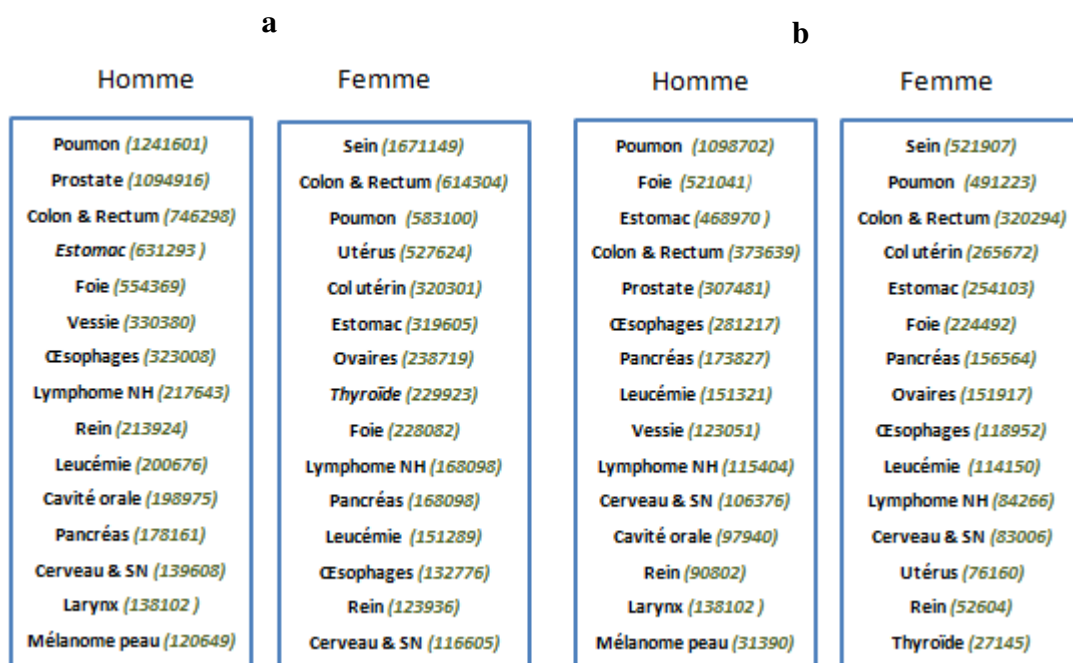 a
Homme
Poumon (1241601)
Prostate (1094916)
Colon & Rectum (746298)
Estomac (631293 )
Foie (554369)
Vessie (330380)
Œsophages (323008)
Lymphome NH (217643)
Rein (213924)
Leucémie (200676)
Cavité orale (198975)
Pancréas (178161)
Cerveau & SN (139608)
Larynx (138102 )
Mélanome peau (120649)
Femme
Sein (1671149)
Colon & Rectum (614304)
Poumon (583100)
Utérus (527624)
Col utérin (320301)
Estomac (319605)
Ovaires (238719)
Thyroïde (229923)
Foie (228082)
Lymphome NH (168098)
Pancréas (168098)
Leucémie (151289)
Œsophages (132776)
Rein (123936)
Cerveau & SN (116605)
b
Homme
Poumon (1098702)
Foie (521041)
Estomac (468970 )
Colon & Rectum (373639)
Prostate (307481)
Œsophages (281217)
Pancréas (173827)
Leucémie (151321)
Vessie (123051)
Lymphome NH (115404)
Cerveau & SN (106376)
Cavité orale (97940)
Rein (90802)
Larynx (138102 )
Mélanome peau (31390)
Femme
Sein (521907)
Poumon (491223)
Colon & Rectum (320294)
Col utérin (265672)
Estomac (254103)
Foie (224492)
Pancréas (156564)
Ovaires (151917)
Œsophages (118952)
Leucémie (114150)
Lymphome NH (84266)
Cerveau & SN (83006)
Utérus (76160)
Rein (52604)
Thyroïde (27145)